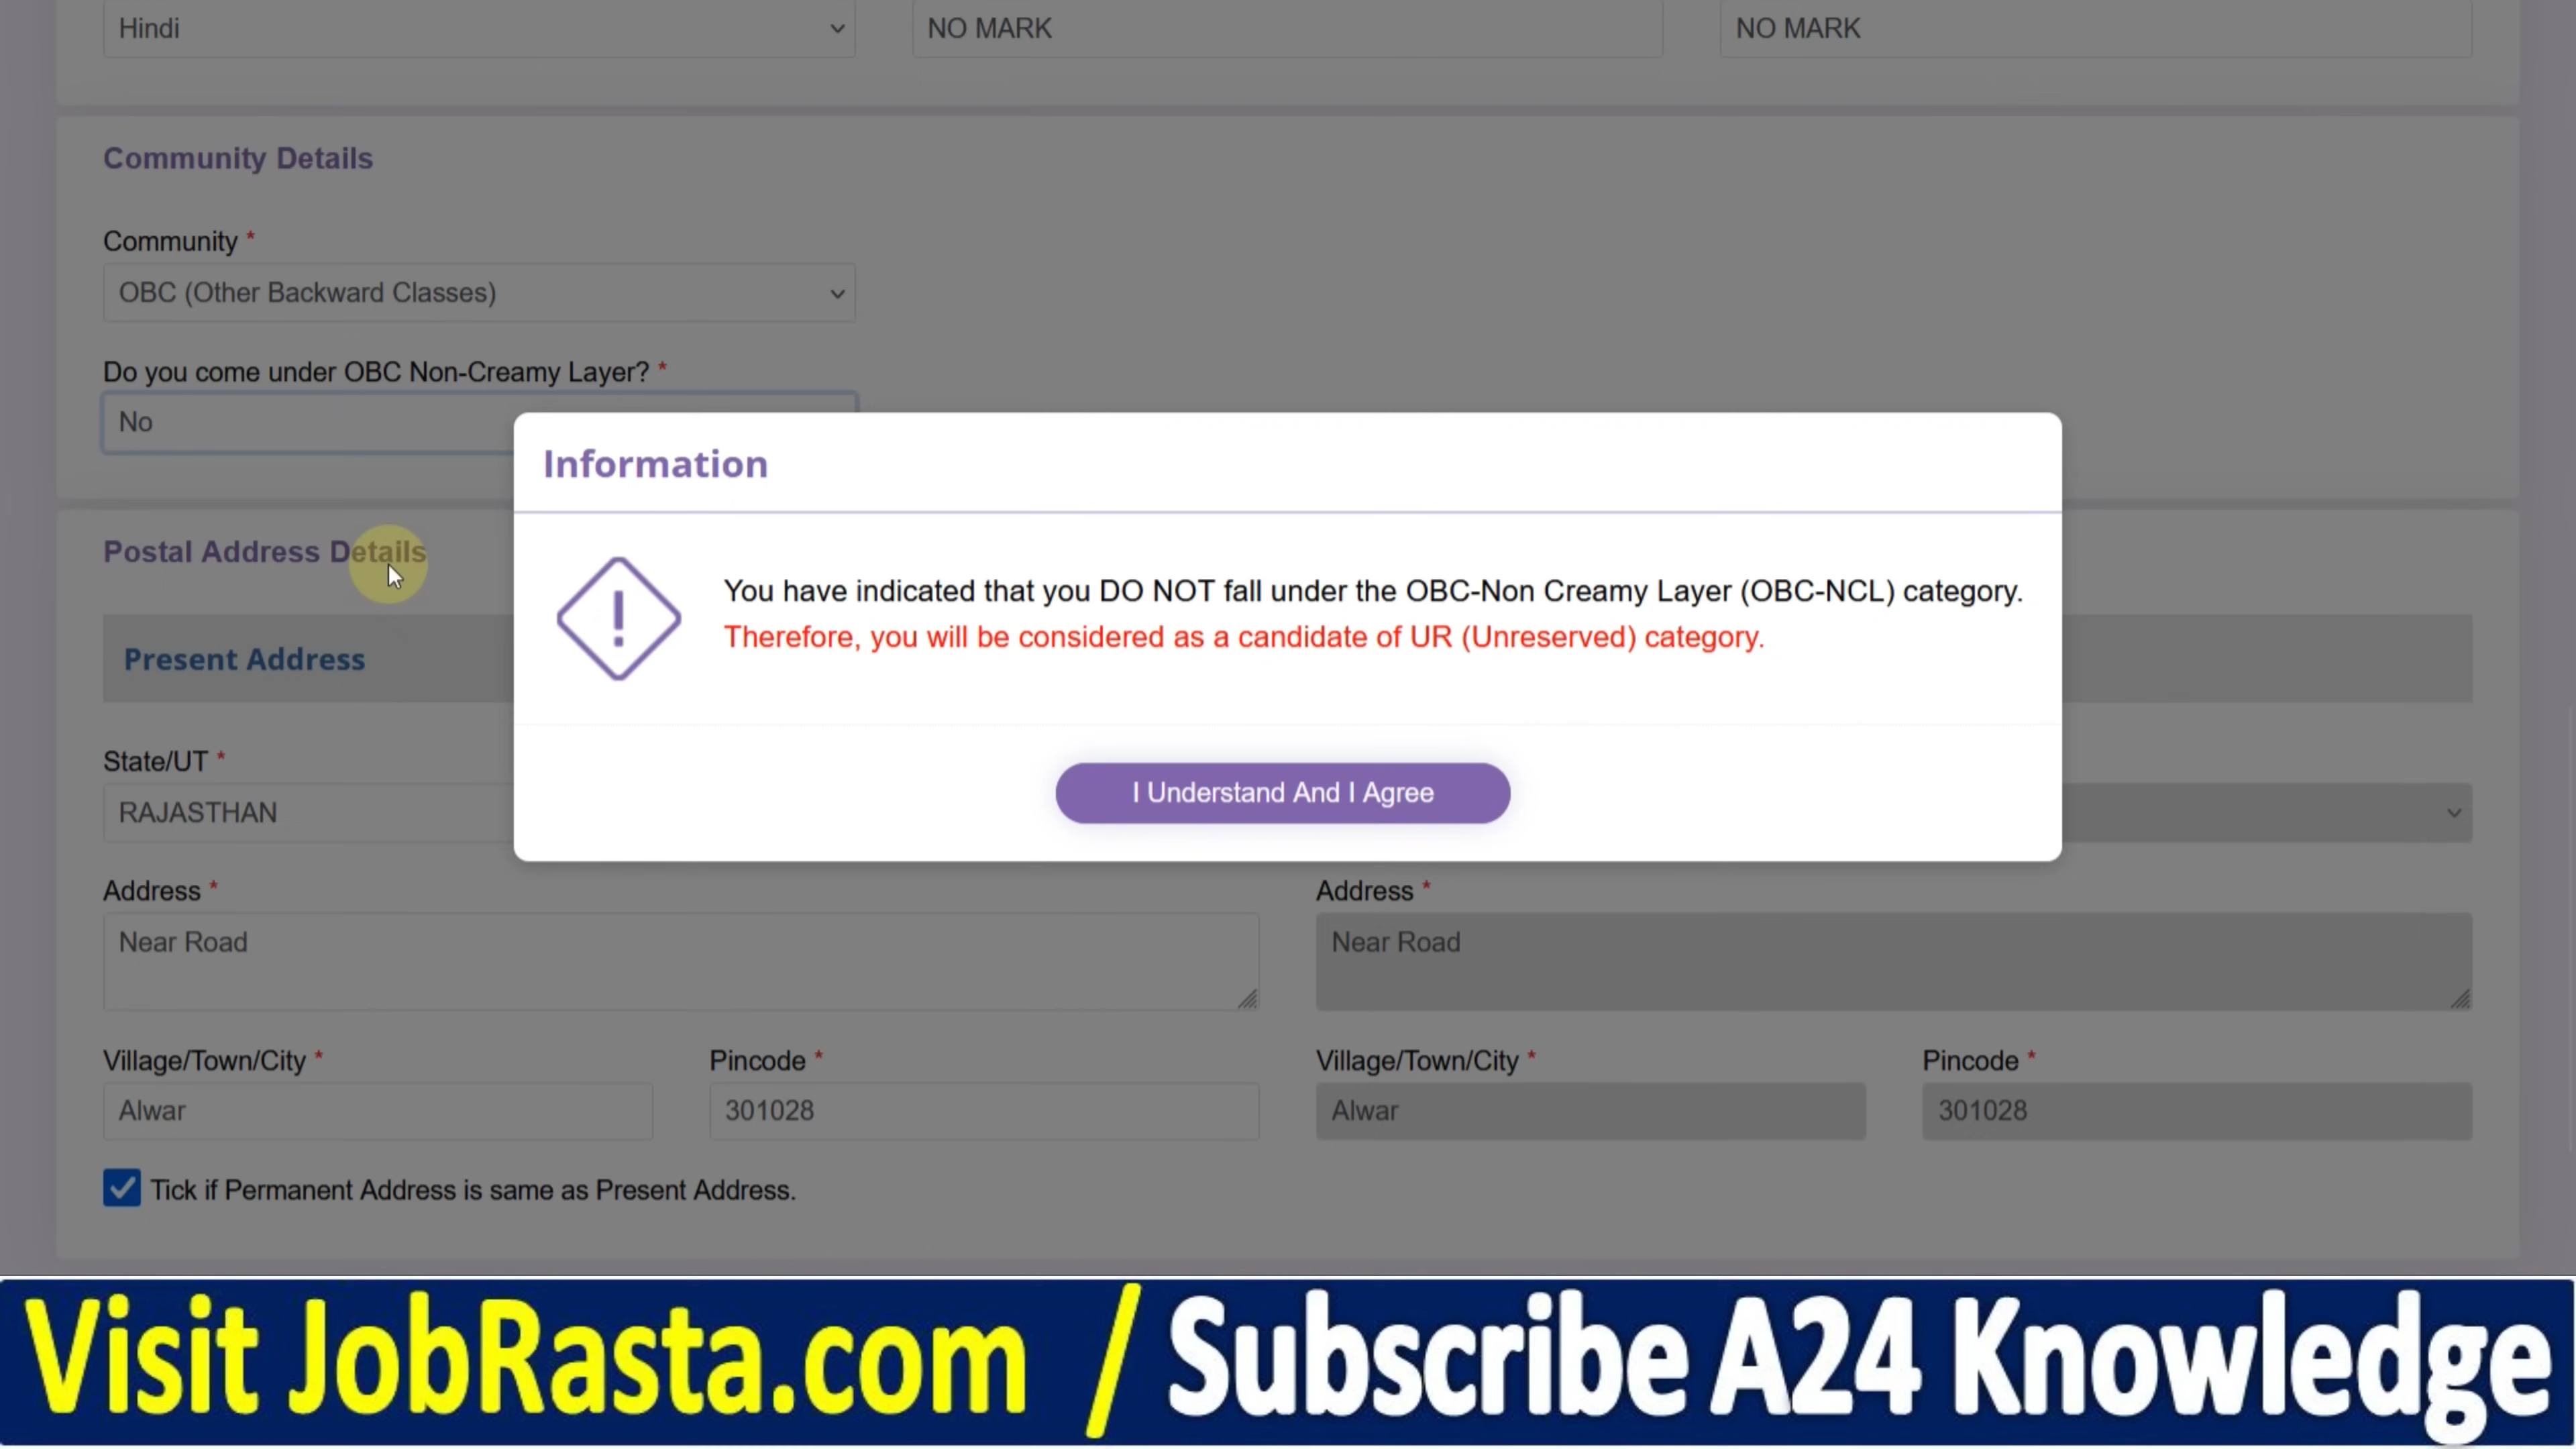 Hindi
NO MARK
NO MARK
Community Details
Community *
OBC (Other Backward Classes)
Do you come under OBC Non-Creamy Layer? *
No
Information
You have indicated that you DO NOT fall under the OBC-Non Creamy Layer (OBC-NCL) category.
Therefore, you will be considered as a candidate of UR (Unreserved) category.
I Understand And I Agree
Postal Address Details
Present Address
State/UT *
RAJASTHAN
Address *
Near Road
Address *
Near Road
Village/Town/City *
Alwar
Pincode *
301028
Village/Town/City *
Alwar
Pincode *
301028
Tick if Permanent Address is same as Present Address.
Visit JobRasta.com / Subscribe A24 Knowledge